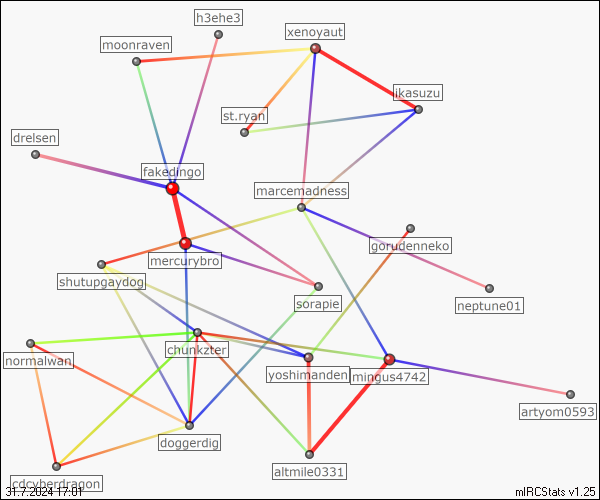 h3ehe3
xenoyaut
moonraven
ikasuzu
st.ryan
drelsen
fakedingo
marcemadness
gorudenneko
mercurybro
shutupgaydog
sorapie
neptune01
chunkzter
normalwan
yoshimanden
mingus4742
artyom0593
doggerdig
altmile0331
cdcyberdragon
31.7.2024 17:01
mIRCStats v1.25